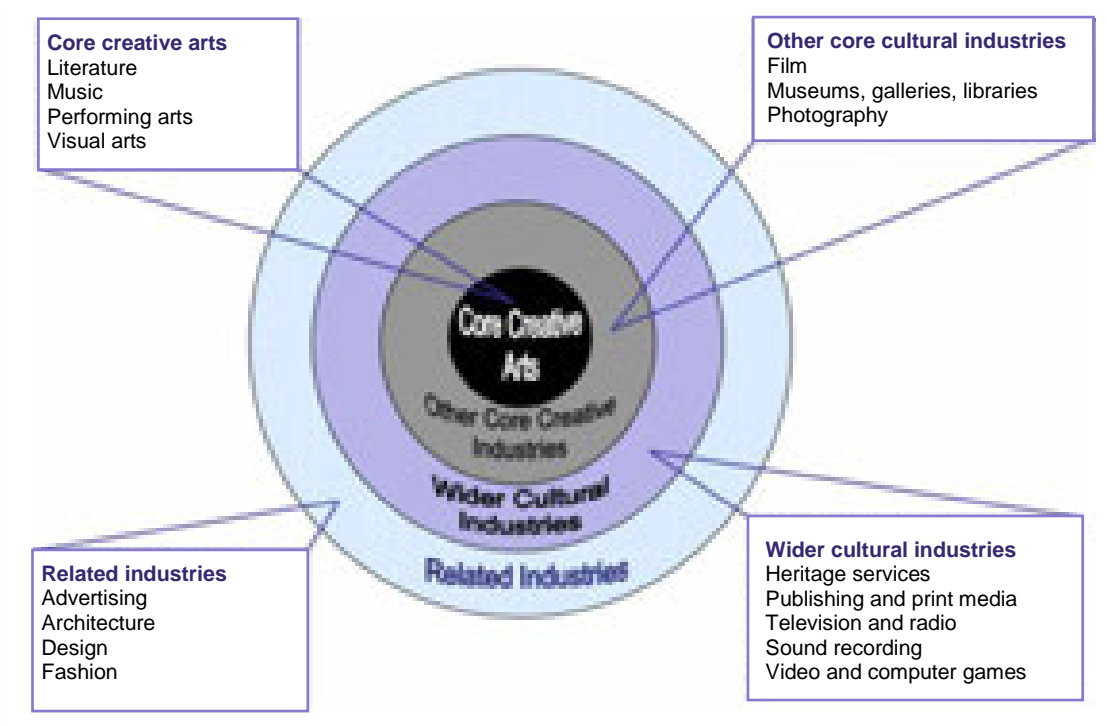 Core creative arts
Literature
Music
Performing arts
Visual arts
Other core cultural industries
Film
Museums, galleries, libraries
Photography
Core Creative
Arts
Other Core Creative
Industries
Wider Cultural
Industries
Related Industries
Related industries
Advertising
Architecture
Design
Fashion
Wider cultural industries
Heritage services
Publishing and print media
Television and radio
Sound recording
Video and computer games